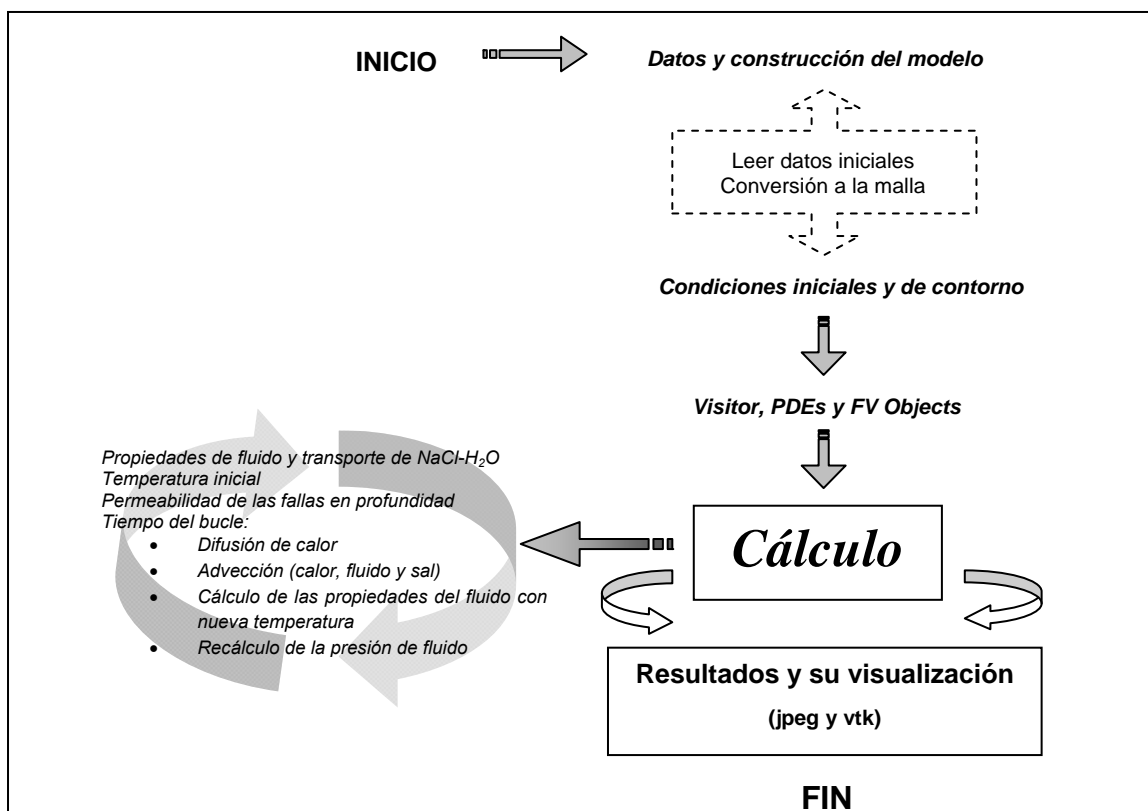 INICIO
Datos y construcción del modelo
Leer datos iniciales
Conversión a la malla
Condiciones iniciales y de contorno
Visitor, PDEs y FV Objects
Propiedades de fluido y transporte de NaCl-H₂O
Temperatura inicial
Permeabilidad de las fallas en profundidad
Tiempo del bucle:
• Difusión de calor
• Advección (calor, fluido y sal)
• Cálculo de las propiedades del fluido con
nueva temperatura
• Recálculo de la presión de fluido
Cálculo
Resultados y su visualización
(jpeg y vtk)
FIN